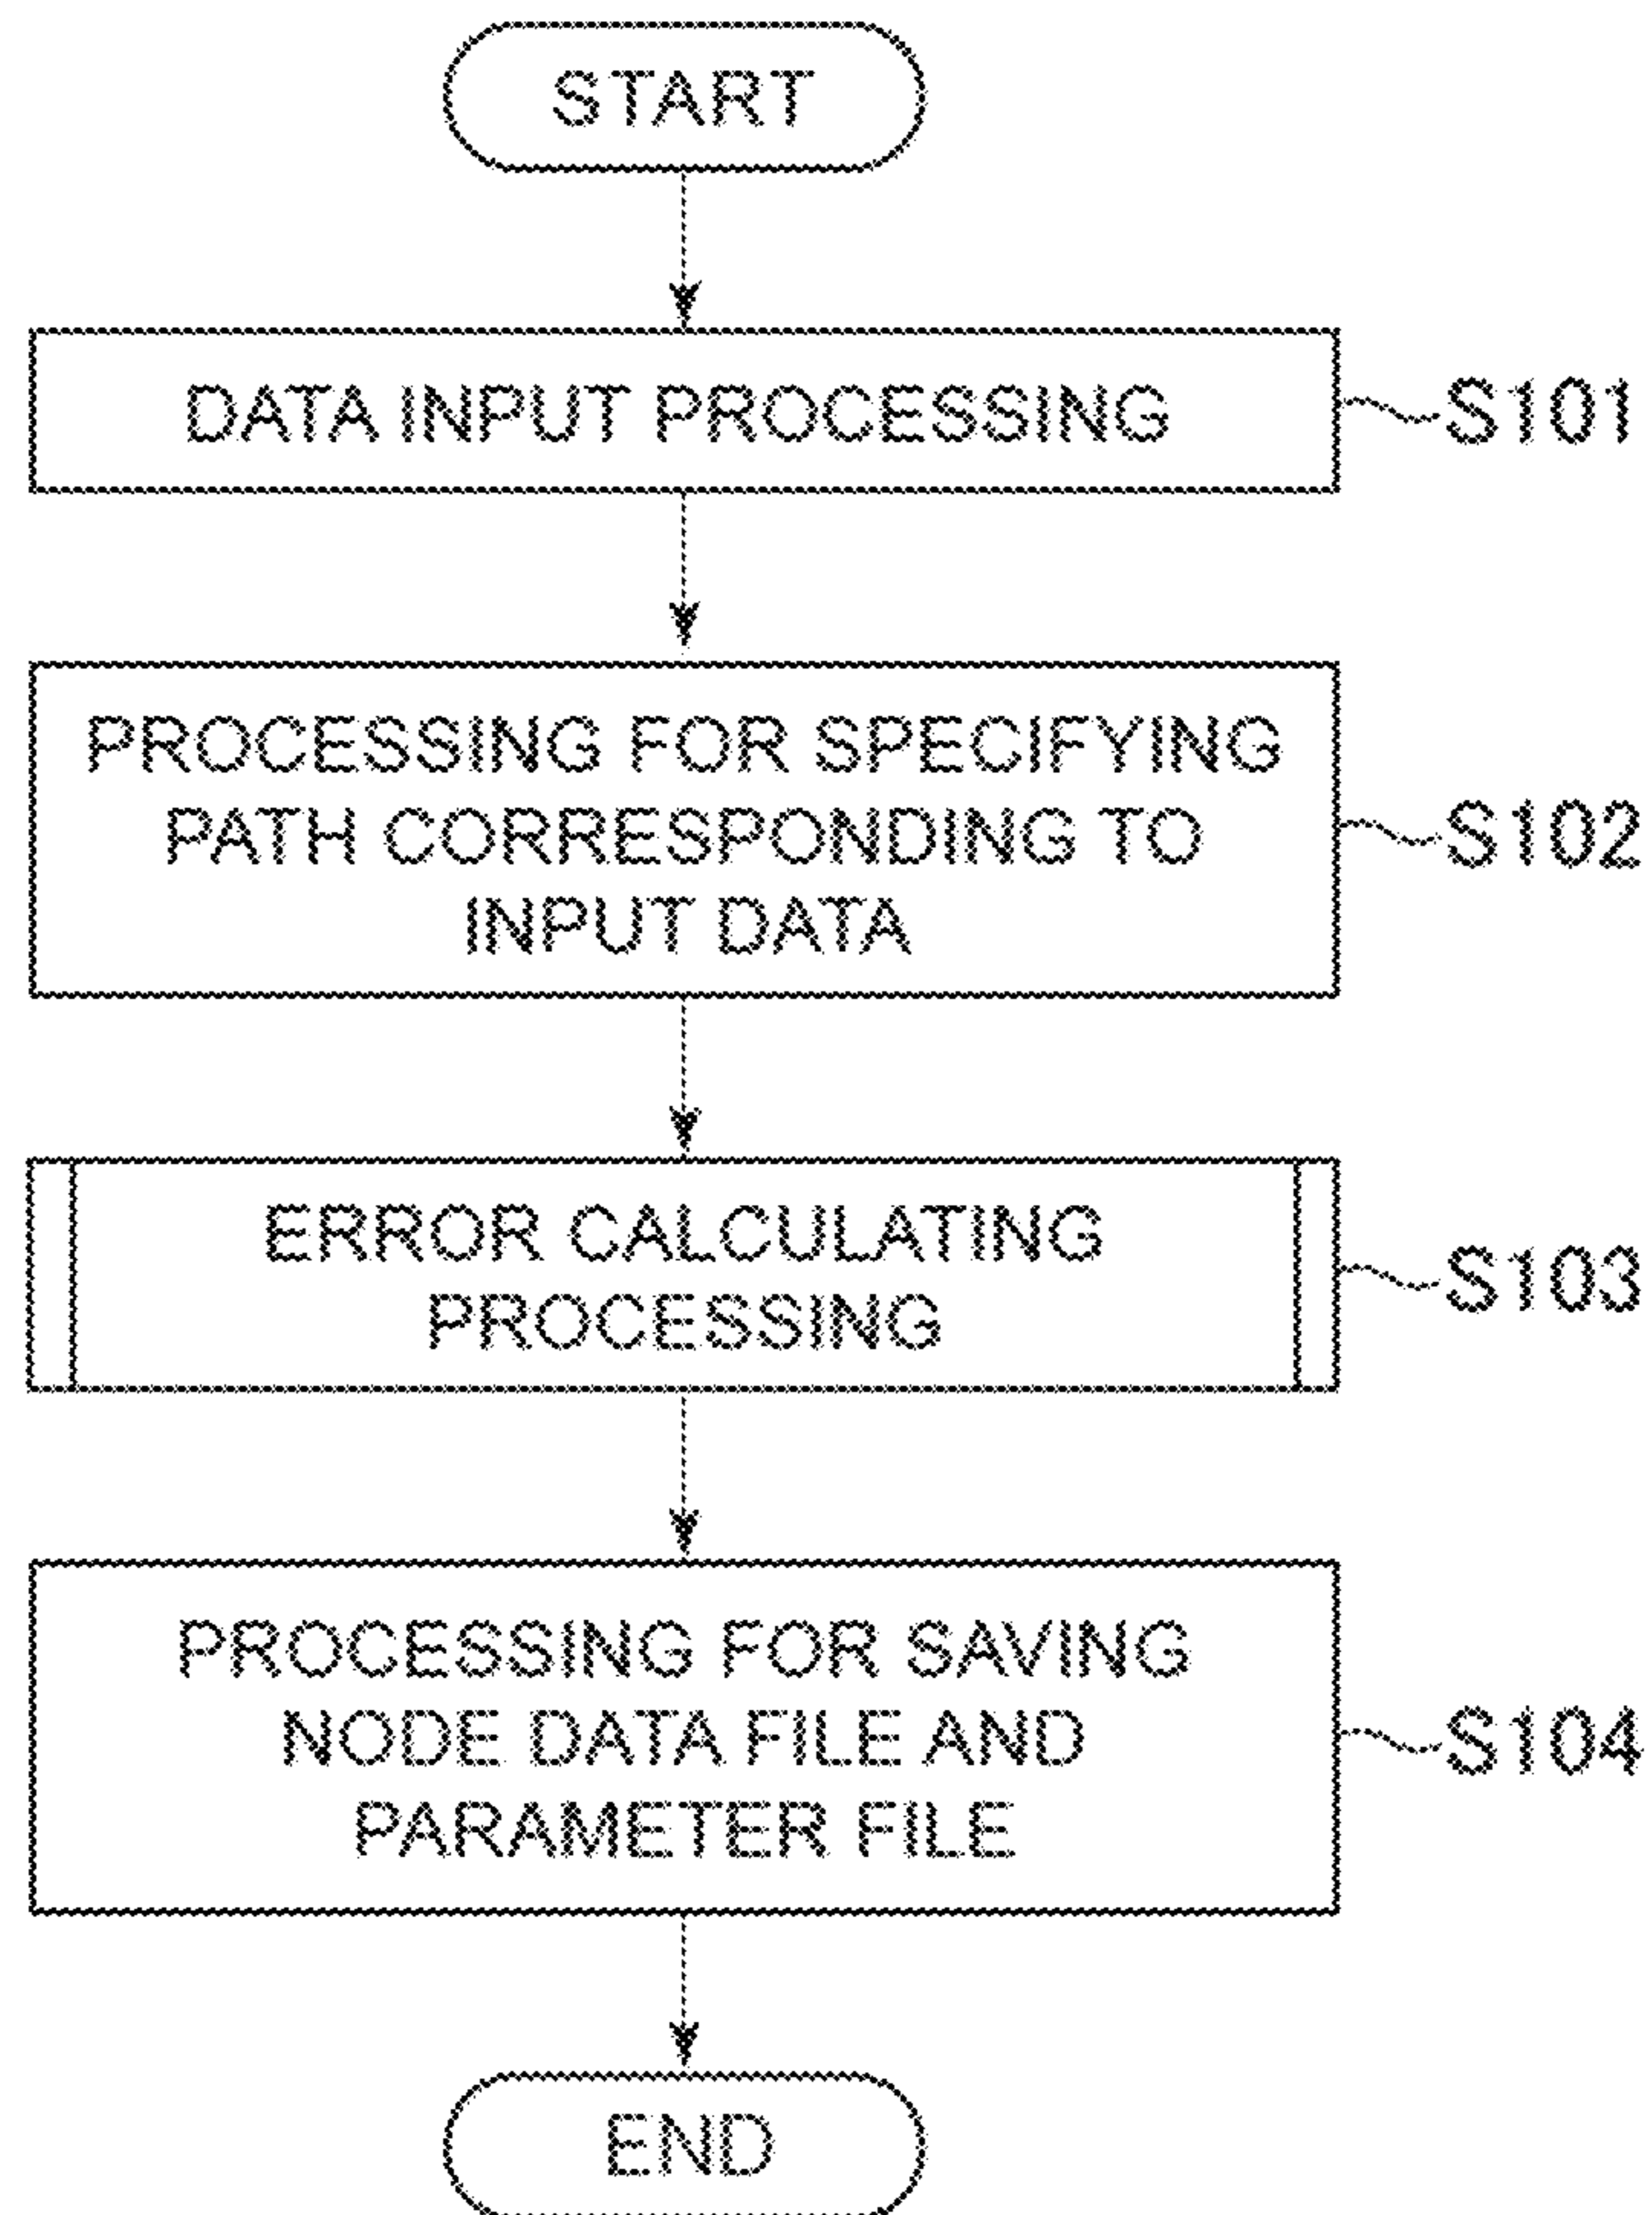 START
DATA INPUT PROCESSING
S101
PROCESSING FOR SPECIFYING
PATH CORRESPONDING TO
INPUT DATA
S102
ERROR CALCULATING
PROCESSING
S103
PROCESSING FOR SAVING
NODE DATA FILE AND
PARAMETER FILE
S104
END